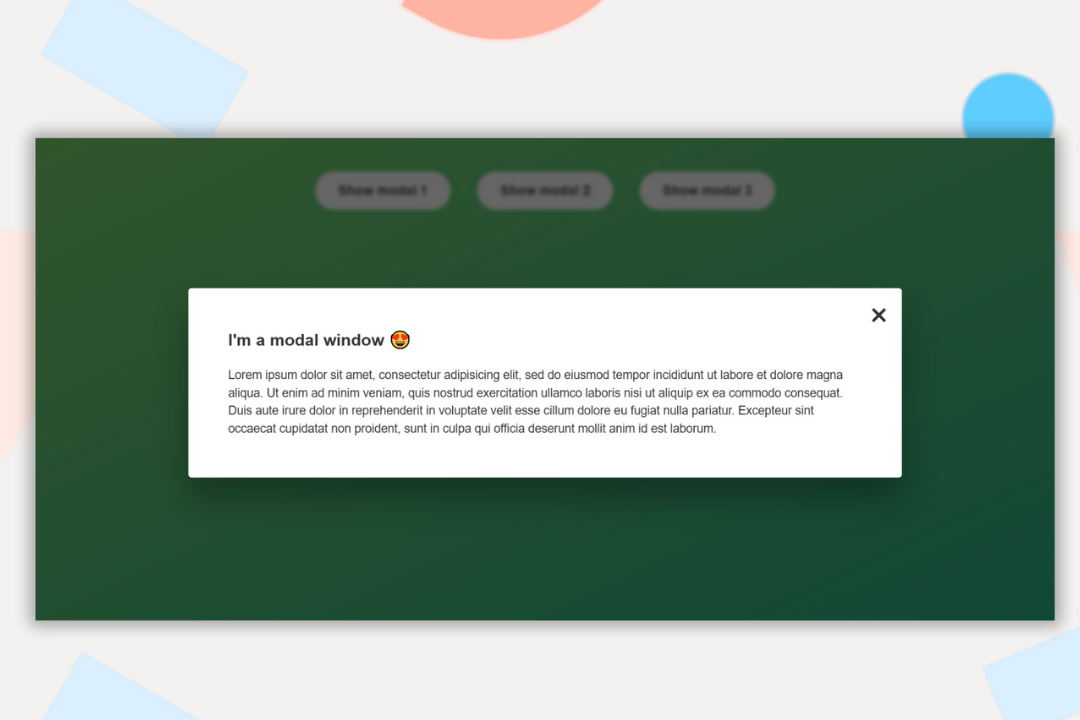 Show modal 1
Show modal 2
Show modal 3
I'm a modal window 😍
Lorem ipsum dolor sit amet, consectetur adipisicing elit, sed do eiusmod tempor incididunt ut labore et dolore magna
aliqua. Ut enim ad minim veniam, quis nostrud exercitation ullamco laboris nisi ut aliquip ex ea commodo consequat.
Duis aute irure dolor in reprehenderit in voluptate velit esse cillum dolore eu fugiat nulla pariatur. Excepteur sint
occaecat cupidatat non proident, sunt in culpa qui officia deserunt mollit anim id est laborum.